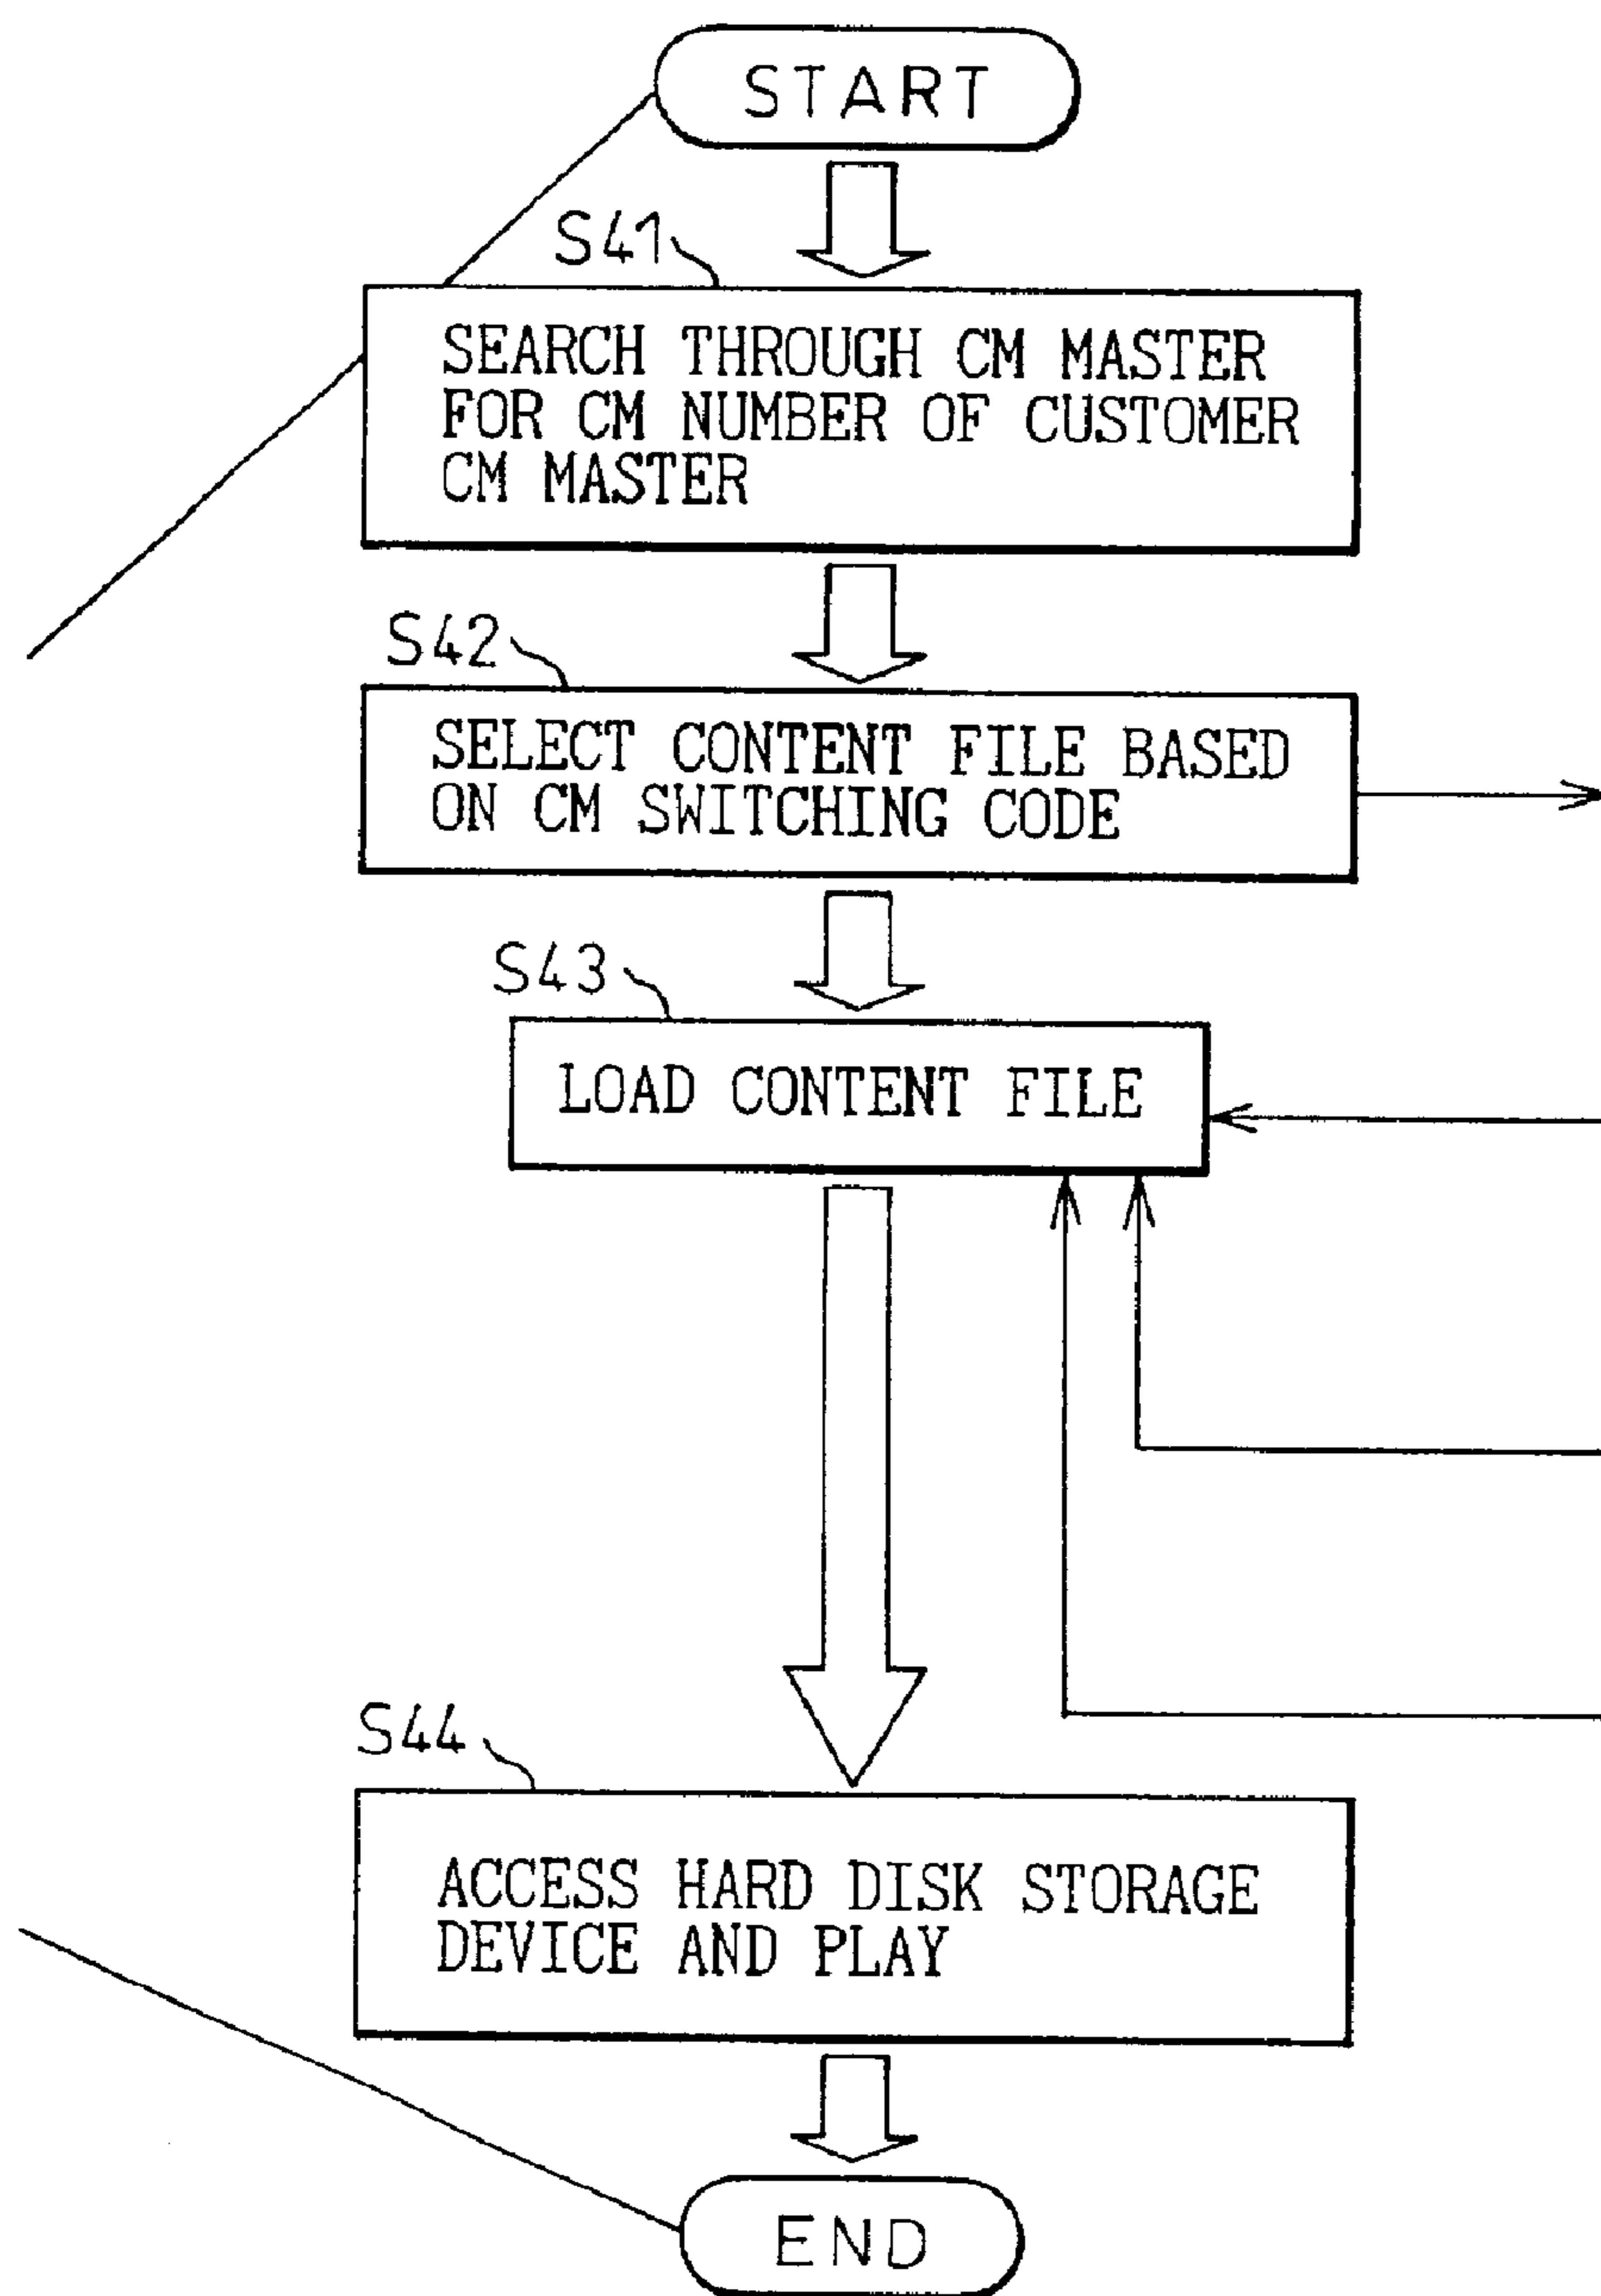 START
S41
SEARCH THROUGH CM MASTER
FOR CM NUMBER OF CUSTOMER
CM MASTER
S42
SELECT CONTENT FILE BASED
ON CM SWITCHING CODE
S43
LOAD CONTENT FILE
S44
ACCESS HARD DISK STORAGE
DEVICE AND PLAY
END